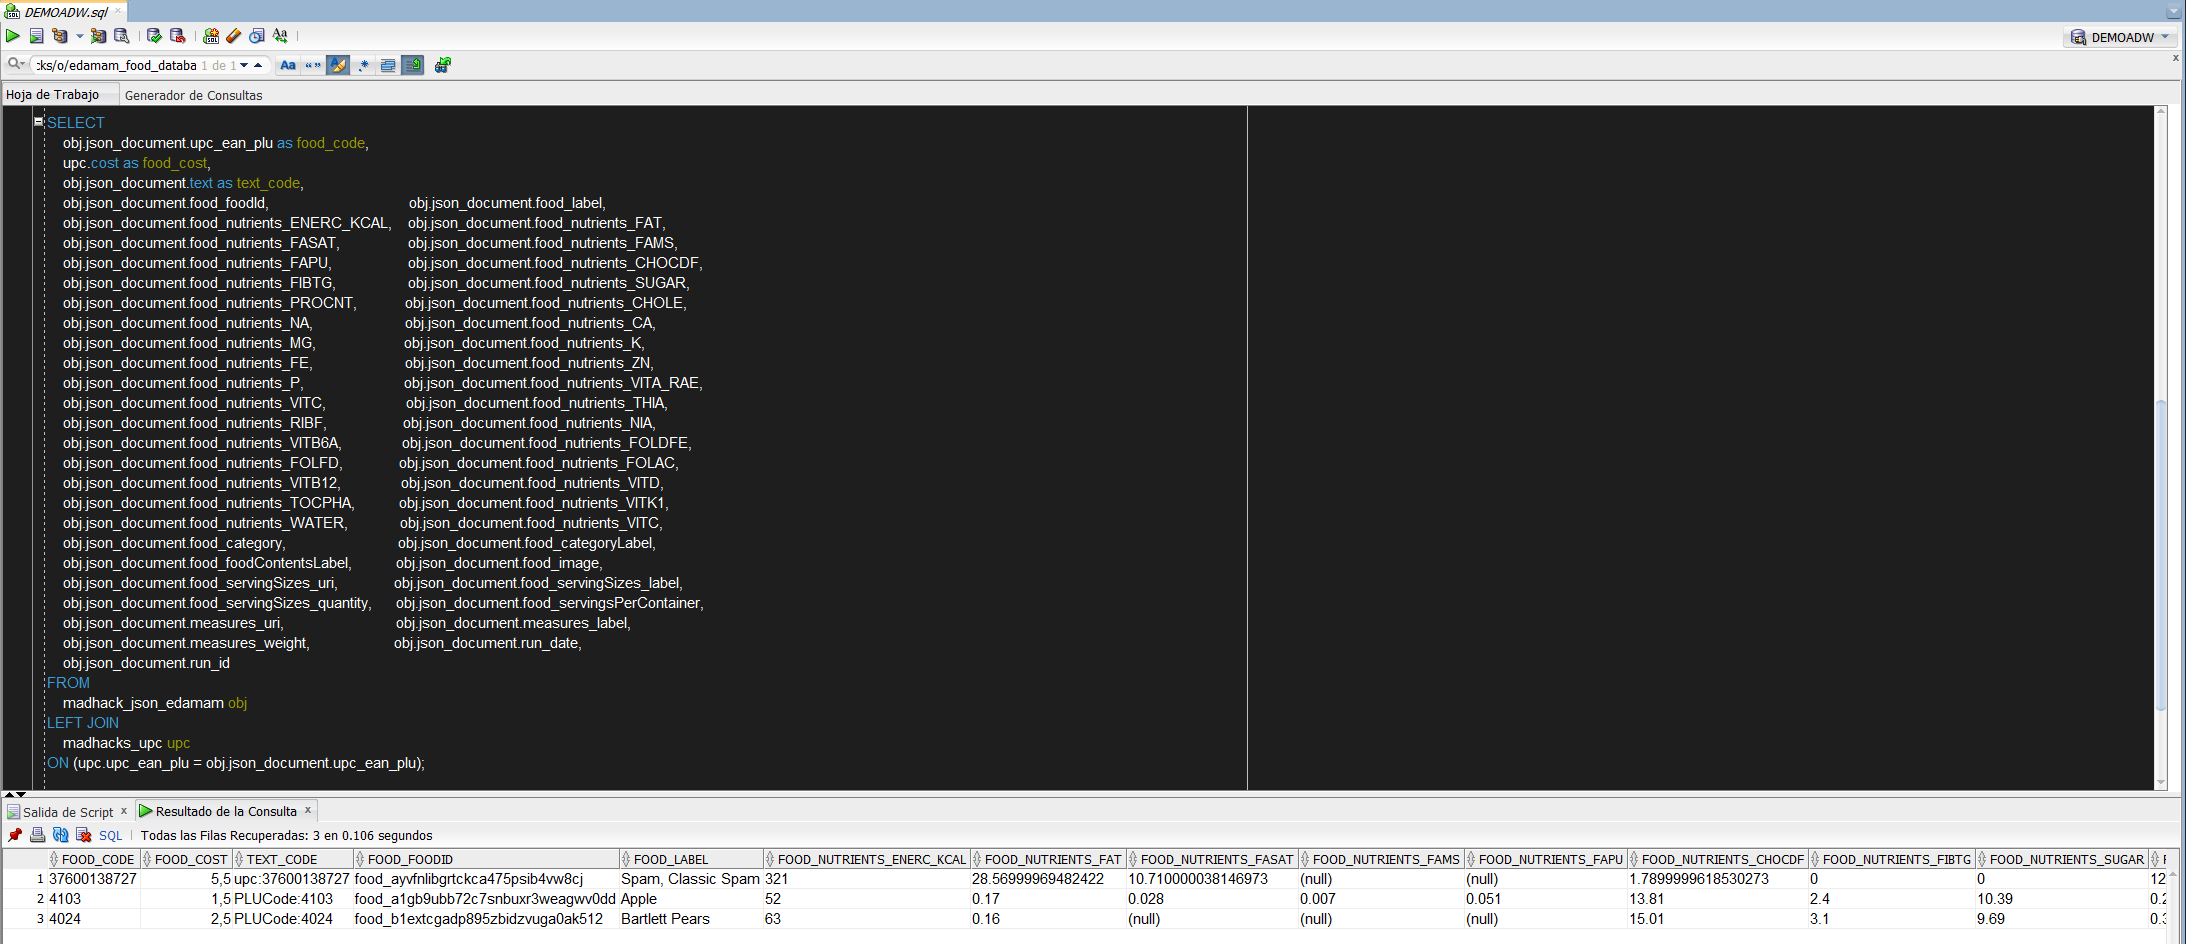 DEMOADW.sql
DEMOADW
:ks/o/edamam_food_databa 1 de 1
Hoja de Trabajo Generador de Consultas
SELECT
obj.json_document.upc_ean_plu as food_code,
upc.cost as food_cost,
obj.json_document.text as text_code,
obj.json_document.food_foodId, obj.json_document.food_label,
obj.json_document.food_nutrients_ENERC_KCAL, obj.json_document.food_nutrients_FAT,
obj.json_document.food_nutrients_FASAT, obj.json_document.food_nutrients_FAMS,
obj.json_document.food_nutrients_FAPU, obj.json_document.food_nutrients_CHOCDF,
obj.json_document.food_nutrients_FIBTG, obj.json_document.food_nutrients_SUGAR,
obj.json_document.food_nutrients_PROCNT, obj.json_document.food_nutrients_CHOLE,
obj.json_document.food_nutrients_NA, obj.json_document.food_nutrients_CA,
obj.json_document.food_nutrients_MG, obj.json_document.food_nutrients_K,
obj.json_document.food_nutrients_FE, obj.json_document.food_nutrients_ZN,
obj.json_document.food_nutrients_P, obj.json_document.food_nutrients_VITA_RAE,
obj.json_document.food_nutrients_VITC, obj.json_document.food_nutrients_THIA,
obj.json_document.food_nutrients_RIBF, obj.json_document.food_nutrients_NIA,
obj.json_document.food_nutrients_VITB6A, obj.json_document.food_nutrients_FOLDFE,
obj.json_document.food_nutrients_FOLFD, obj.json_document.food_nutrients_FOLAC,
obj.json_document.food_nutrients_VITB12, obj.json_document.food_nutrients_VITD,
obj.json_document.food_nutrients_TOCPHA, obj.json_document.food_nutrients_VITK1,
obj.json_document.food_nutrients_WATER, obj.json_document.food_nutrients_VITC,
obj.json_document.food_category, obj.json_document.food_categoryLabel,
obj.json_document.food_foodContentsLabel, obj.json_document.food_image,
obj.json_document.food_servingSizes_uri, obj.json_document.food_servingSizes_label,
obj.json_document.food_servingSizes_quantity, obj.json_document.food_servingsPerContainer,
obj.json_document.measures_uri, obj.json_document.measures_label,
obj.json_document.measures_weight, obj.json_document.run_date,
obj.json_document.run_id
FROM
madhack_json_edamam obj
LEFT JOIN
madhacks_upc upc
ON (upc.upc_ean_plu = obj.json_document.upc_ean_plu);
Salida de Script x Resultado de la Consulta x
SQL | Todas las Filas Recuperadas: 3 en 0.106 segundos
FOOD_CODE FOOD_COST TEXT_CODE FOOD_FOODID FOOD_LABEL FOOD_NUTRIENTS_ENERC_KCAL FOOD_NUTRIENTS_FAT FOOD_NUTRIENTS_FASAT FOOD_NUTRIENTS_FAMS FOOD_NUTRIENTS_FAPU FOOD_NUTRIENTS_CHOCDF FOOD_NUTRIENTS_FIBTG FOOD_NUTRIENTS_SUGAR F
1 37600138727 5,5 upc:37600138727 food_ayvfnlibgrtckca475psib4vw8cj Spam, Classic Spam 321 28.56999969482422 10.710000038146973 (null) (null) 1.7899999618530273 0 0 12
2 4103 1,5 PLUCode:4103 food_a1gb9ubb72c7snbuxr3weagwv0dd Apple 52 0.17 0.028 0.007 0.051 13.81 2.4 10.39 0.2
3 4024 2,5 PLUCode:4024 food_b1extcgadp895zbidzvuga0ak512 Bartlett Pears 63 0.16 (null) (null) (null) 15.01 3.1 9.69 0.3